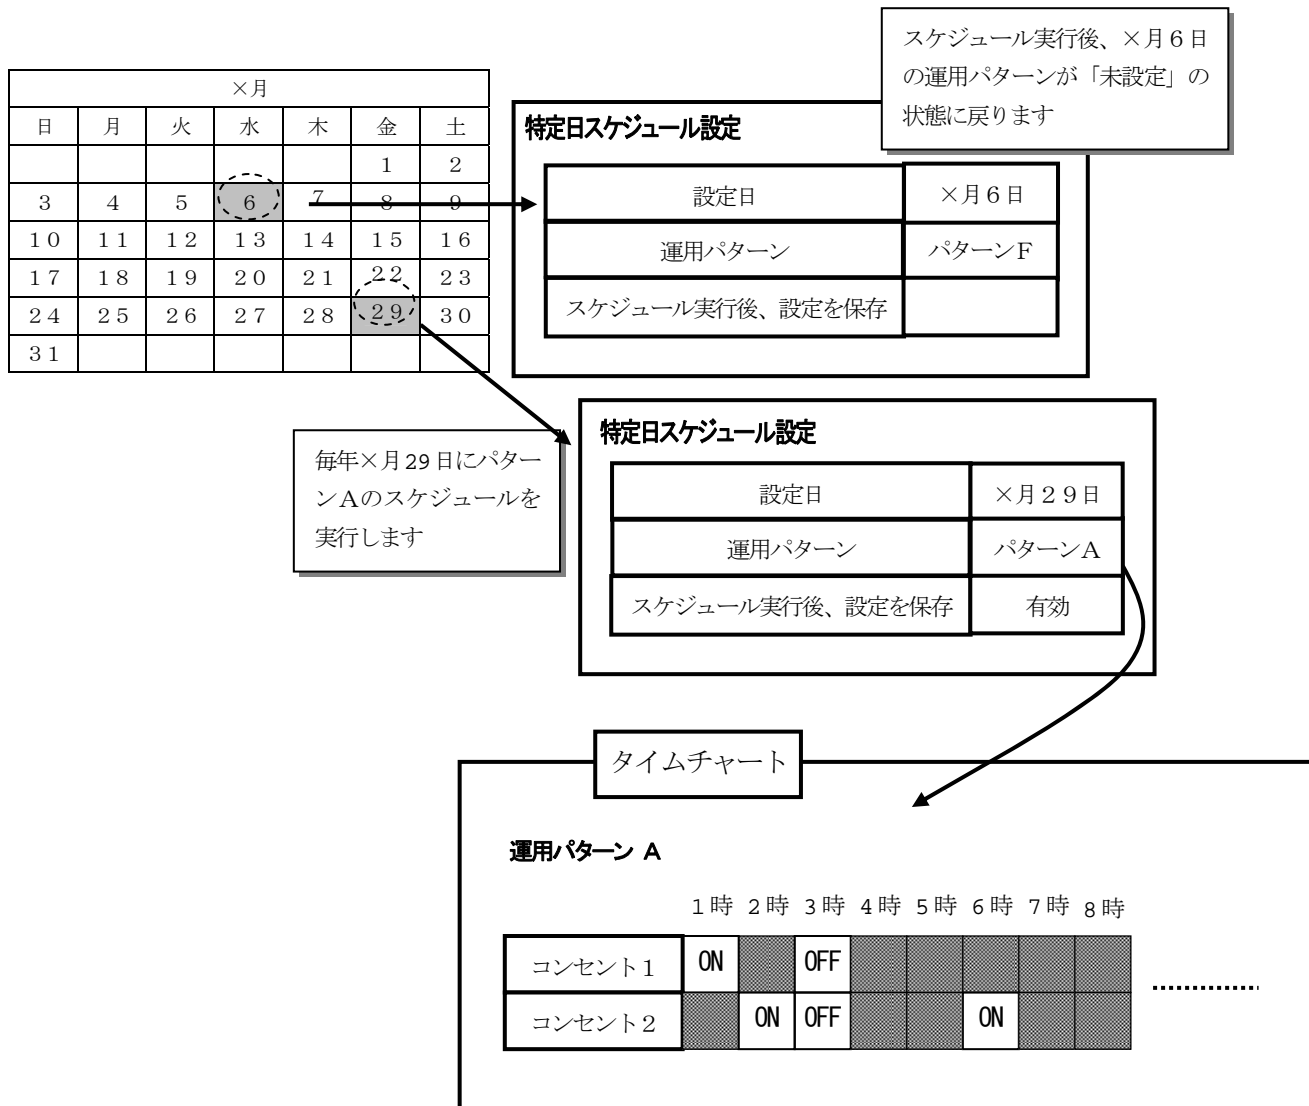 スケジュール実行後、×月６日
の運用パターンが「未設定」の
状態に戻ります
×月
日 月 火 水 木 金 土
１ ２
３ ４ ５ ６ ７ ８ ９
１０ １１ １２ １３ １４ １５ １６
１７ １８ １９ ２０ ２１ ２２ ２３
２４ ２５ ２６ ２７ ２８ ２９ ３０
３１
特定日スケジュール設定
設定日 ×月６日
運用パターン パターンＦ
スケジュール実行後、設定を保存
毎年×月29日にパター
ンＡのスケジュールを
実行します
特定日スケジュール設定
設定日 ×月２９日
運用パターン パターンＡ
スケジュール実行後、設定を保存 有効
タイムチャート
運用パターン A
1時 2時 3時 4時 5時 6時 7時 8時
コンセント１ ON OFF
コンセント２ ON OFF ON